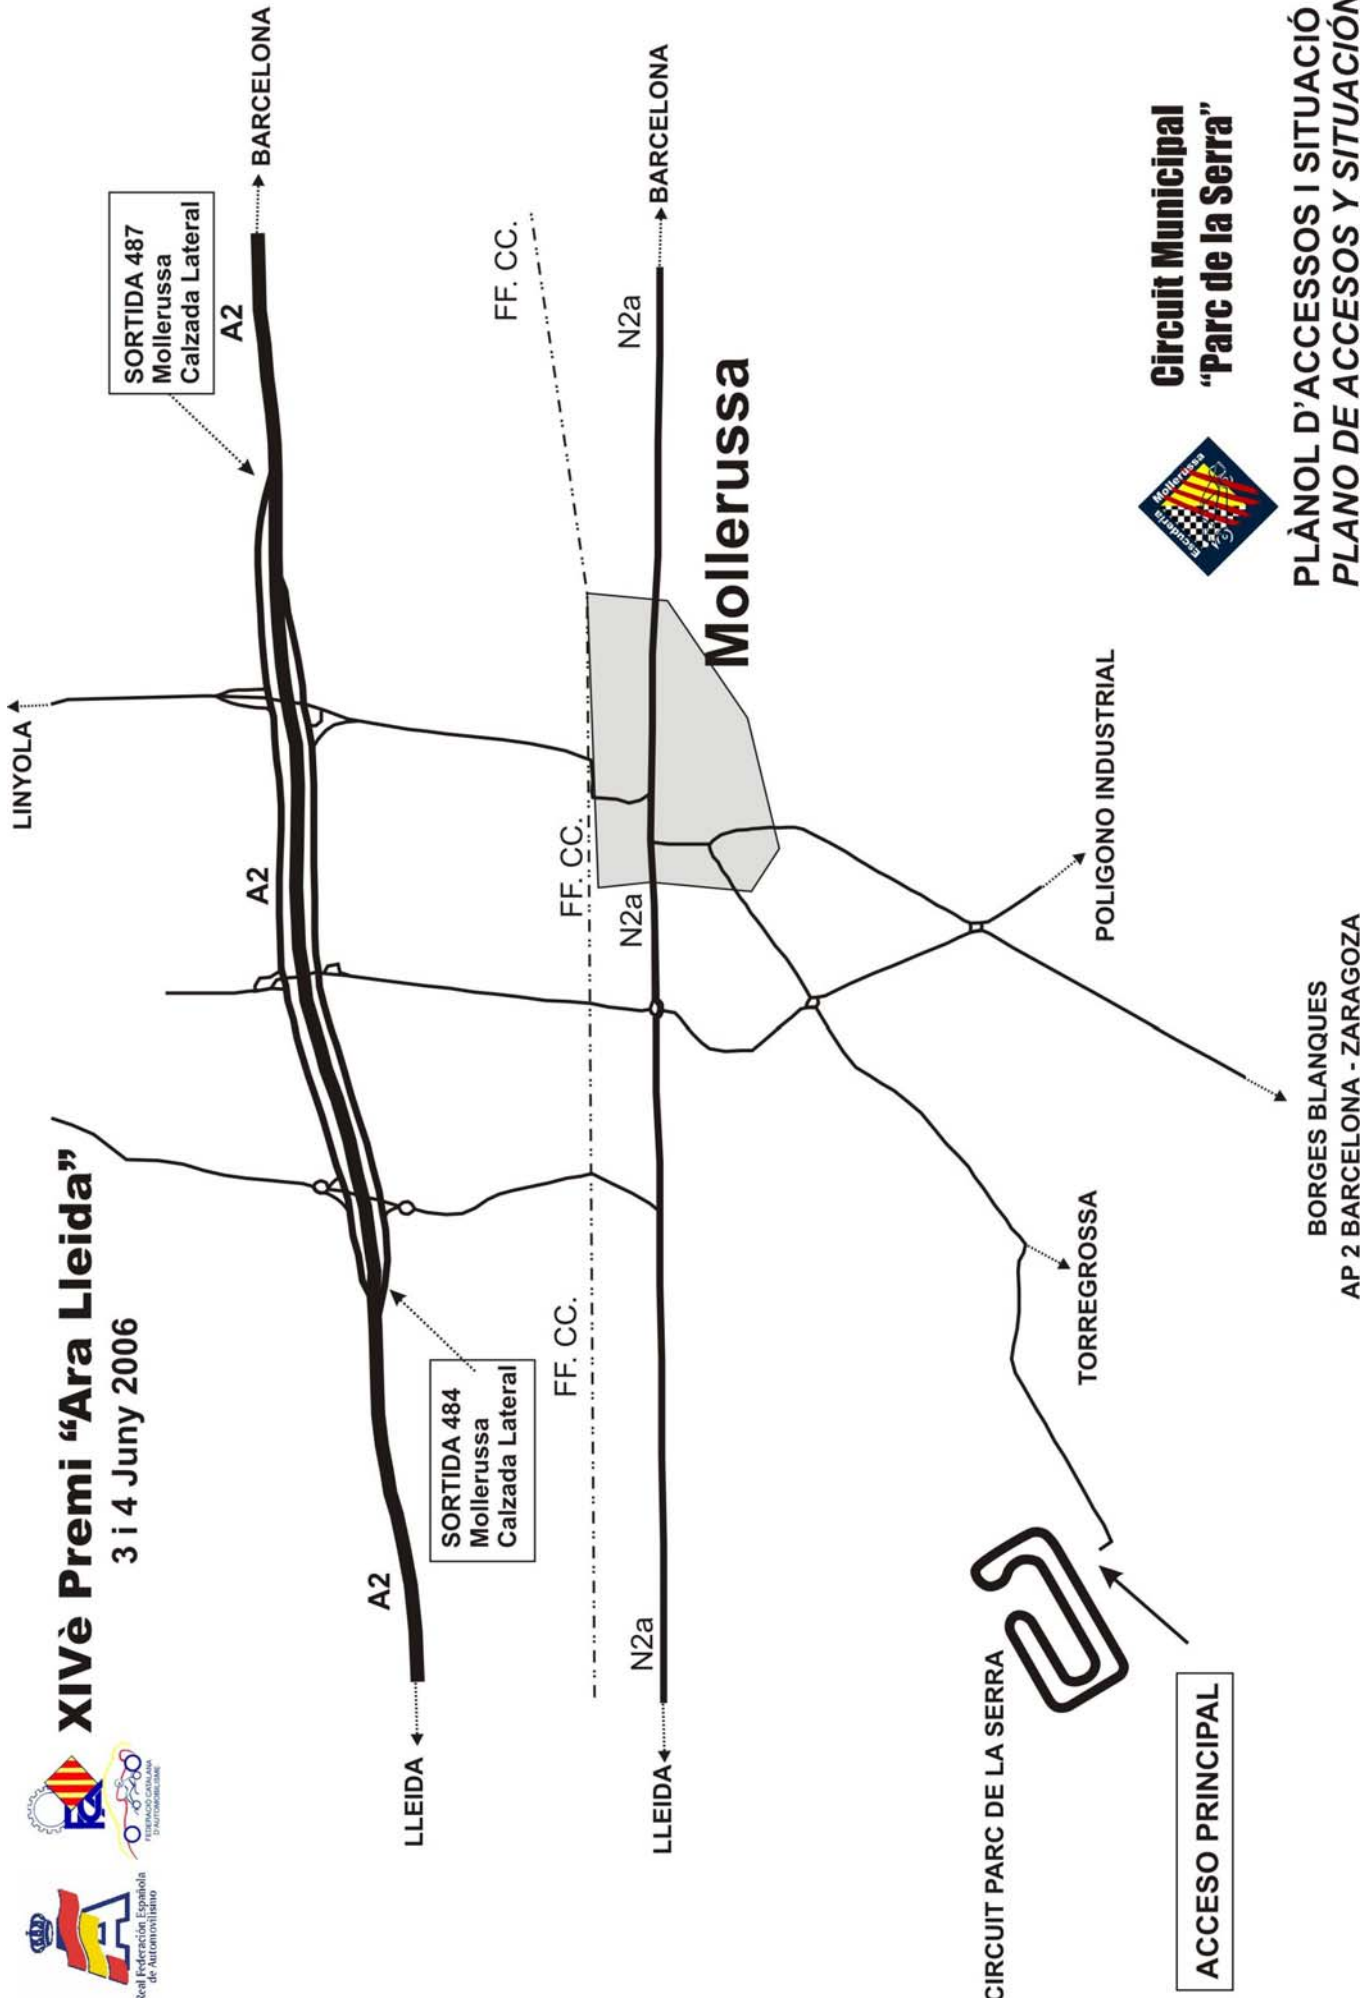 Real Federación Española
de Automovilismo
FEDERACIÓ CATALANA
D'AUTOMOBILISME
XIVè Premi “Ara Lleida”
3 i 4 Juny 2006
LINYOLA
SORTIDA 487
Mollerussa
Calzada Lateral
A2
BARCELONA
A2
A2
LLEIDA
SORTIDA 484
Mollerussa
Calzada Lateral
FF. CC.
FF. CC.
FF. CC.
N2a
N2a
N2a
LLEIDA
BARCELONA
Mollerussa
CIRCUIT PARC DE LA SERRA
TORREGROSSA
POLIGONO INDUSTRIAL
ACCESO PRINCIPAL
BORGES BLANQUES
AP 2 BARCELONA - ZARAGOZA
Escuderia Mollerussa
Circuit Municipal
“Parc de la Serra”
PLÀNOL D'ACCESSOS I SITUACIÓ
PLANO DE ACCESOS Y SITUACIÓN